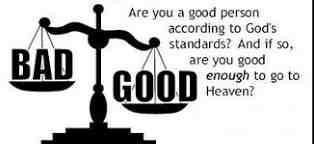 Are you a good person
according to God's
standards? And if so,
are you good
enough to go to
Heaven?
BAD
GOOD